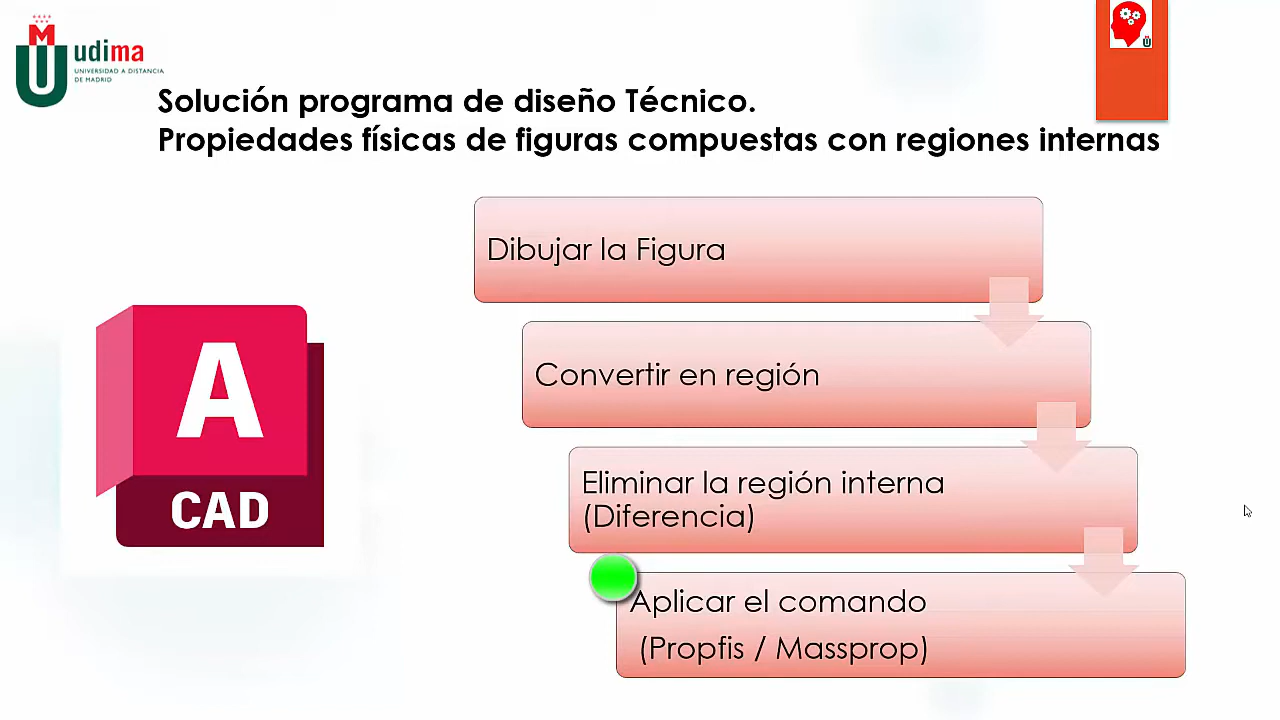 udima
UNIVERSIDAD A DISTANCIA
DE MADRID
Solución programa de diseño Técnico.
Propiedades físicas de figuras compuestas con regiones internas
Dibujar la Figura
Convertir en región
Eliminar la región interna
(Diferencia)
Aplicar el comando
(Propfis / Massprop)
A
CAD